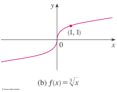 y
(1, 1)
0
x
(b) f(x)=∛x